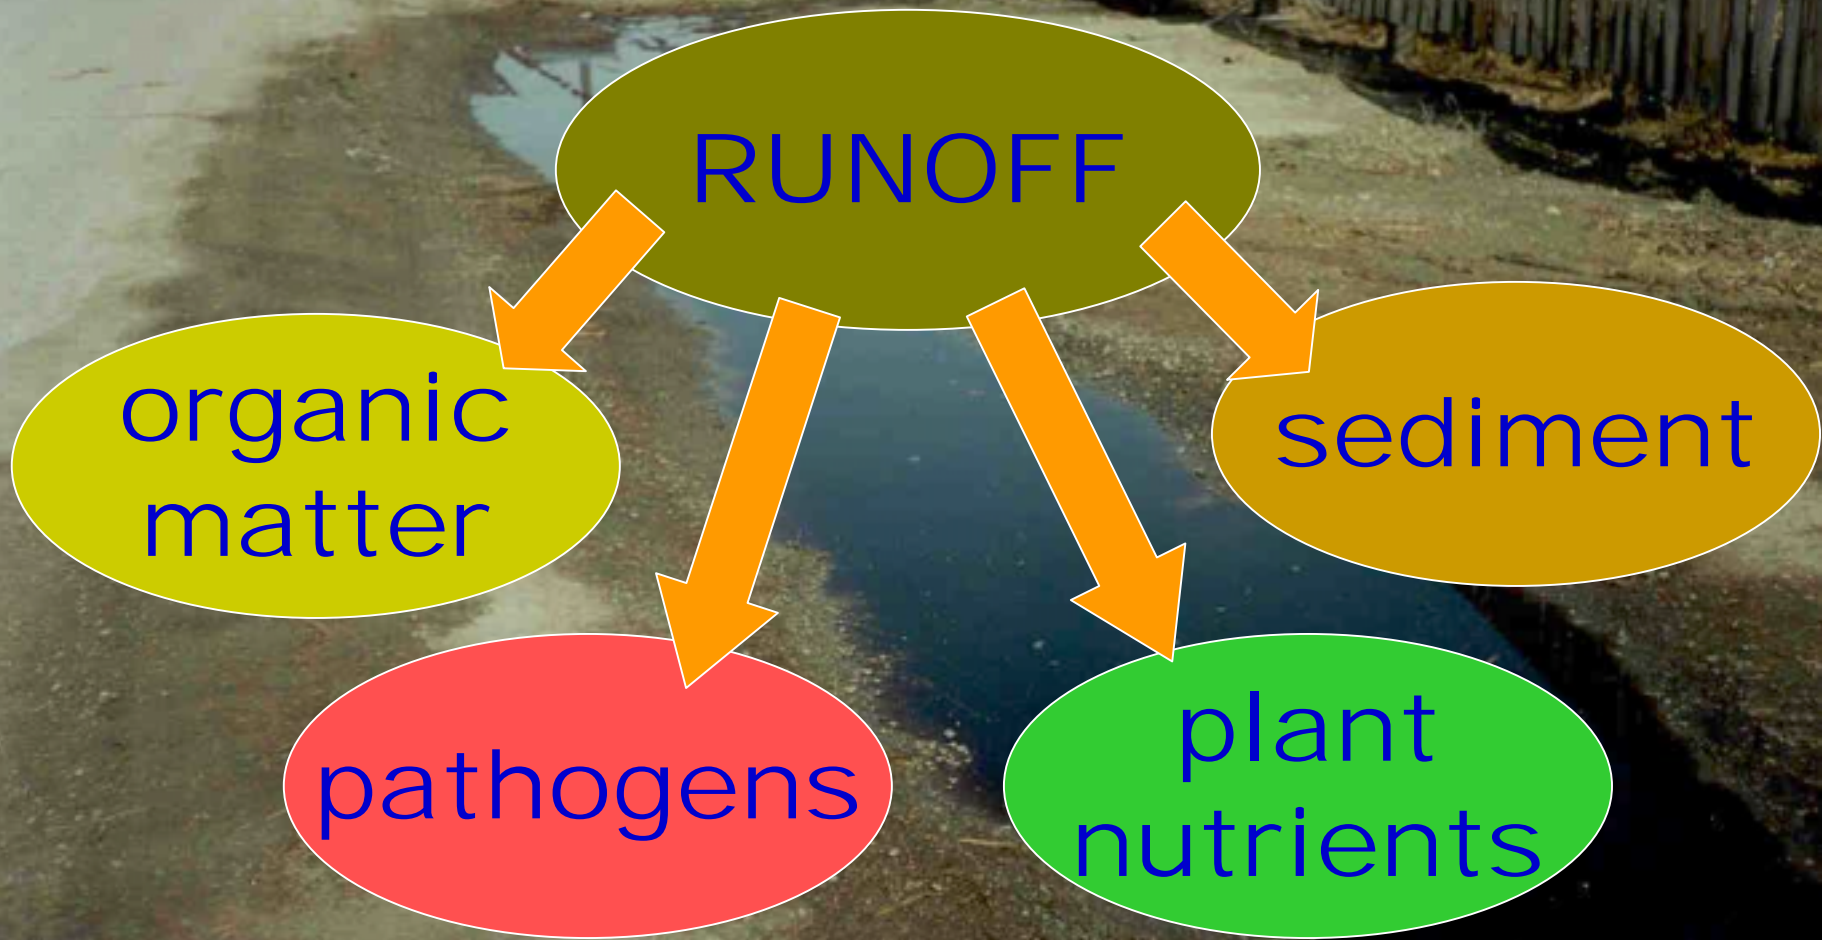 RUNOFF
organic
matter
sediment
pathogens
plant
nutrients